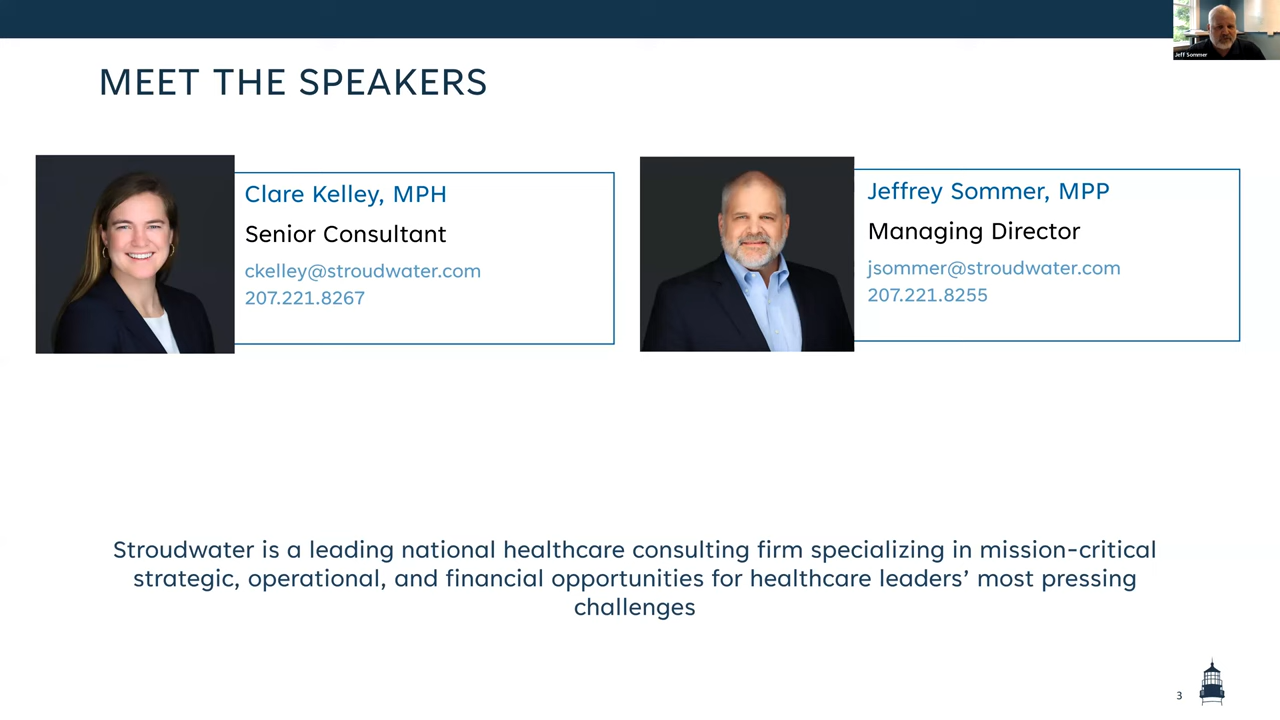 Jeff Sommer
MEET THE SPEAKERS
Clare Kelley, MPH
Senior Consultant
ckelley@stroudwater.com
207.221.8267
Jeffrey Sommer, MPP
Managing Director
jsommer@stroudwater.com
207.221.8255
Stroudwater is a leading national healthcare consulting firm specializing in mission-critical
strategic, operational, and financial opportunities for healthcare leaders’ most pressing
challenges
3